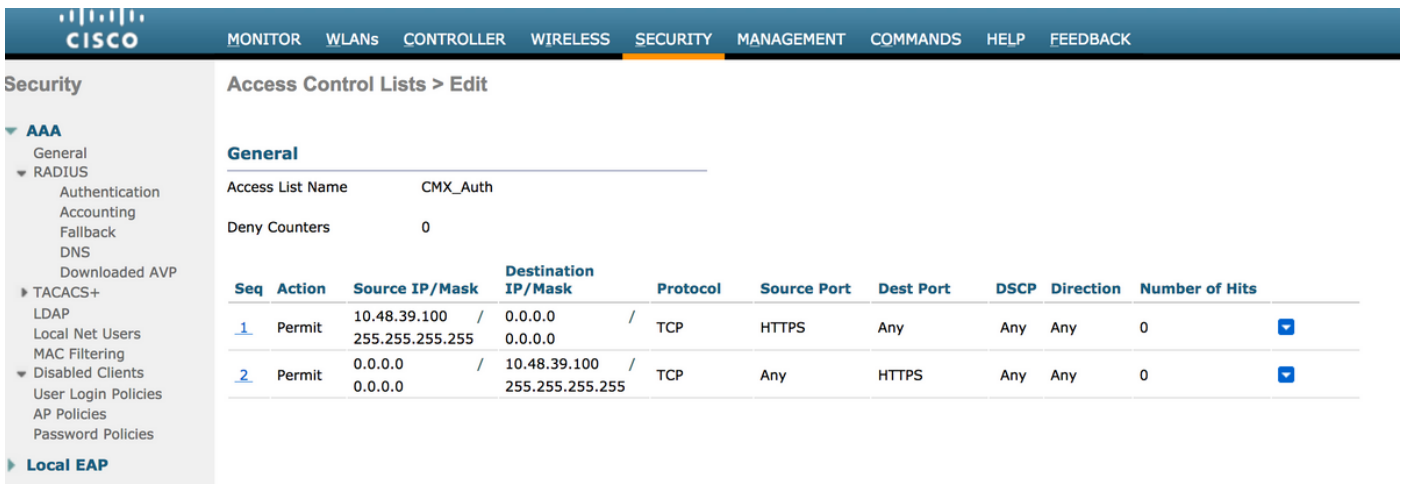 CISCO
MONITOR WLANs CONTROLLER WIRELESS SECURITY MANAGEMENT COMMANDS HELP FEEDBACK
Security
AAA
General
RADIUS
Authentication
Accounting
Fallback
DNS
Downloaded AVP
TACACS+
LDAP
Local Net Users
MAC Filtering
Disabled Clients
User Login Policies
AP Policies
Password Policies
Local EAP
Access Control Lists > Edit
General
Access List Name CMX_Auth
Deny Counters 0
Seq Action Source IP/Mask Destination IP/Mask Protocol Source Port Dest Port DSCP Direction Number of Hits
1 Permit 10.48.39.100 / 255.255.255.255 0.0.0.0 / 0.0.0.0 TCP HTTPS Any Any Any 0
2 Permit 0.0.0.0 / 0.0.0.0 10.48.39.100 / 255.255.255.255 TCP Any HTTPS Any Any 0